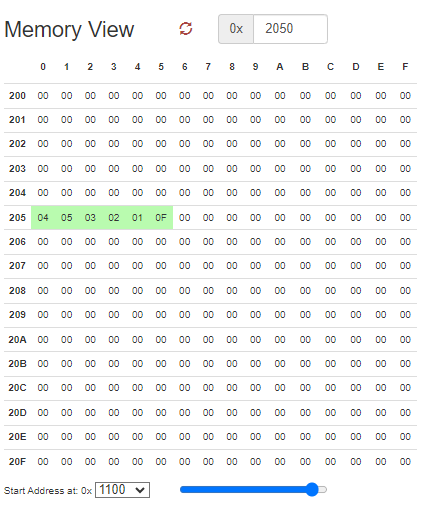 Memory View 0x 2050
0 1 2 3 4 5 6 7 8 9 A B C D E F
200 00 00 00 00 00 00 00 00 00 00 00 00 00 00 00 00
201 00 00 00 00 00 00 00 00 00 00 00 00 00 00 00 00
202 00 00 00 00 00 00 00 00 00 00 00 00 00 00 00 00
203 00 00 00 00 00 00 00 00 00 00 00 00 00 00 00 00
204 00 00 00 00 00 00 00 00 00 00 00 00 00 00 00 00
205 04 05 03 02 01 0F 00 00 00 00 00 00 00 00 00 00
206 00 00 00 00 00 00 00 00 00 00 00 00 00 00 00 00
207 00 00 00 00 00 00 00 00 00 00 00 00 00 00 00 00
208 00 00 00 00 00 00 00 00 00 00 00 00 00 00 00 00
209 00 00 00 00 00 00 00 00 00 00 00 00 00 00 00 00
20A 00 00 00 00 00 00 00 00 00 00 00 00 00 00 00 00
20B 00 00 00 00 00 00 00 00 00 00 00 00 00 00 00 00
20C 00 00 00 00 00 00 00 00 00 00 00 00 00 00 00 00
20D 00 00 00 00 00 00 00 00 00 00 00 00 00 00 00 00
20E 00 00 00 00 00 00 00 00 00 00 00 00 00 00 00 00
20F 00 00 00 00 00 00 00 00 00 00 00 00 00 00 00 00
Start Address at: 0x 1100